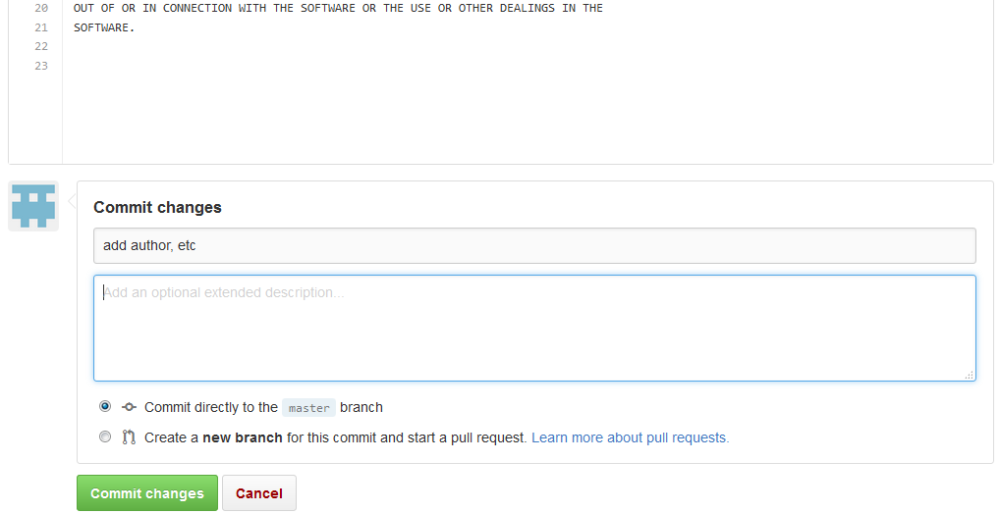 20 OUT OF OR IN CONNECTION WITH THE SOFTWARE OR THE USE OR OTHER DEALINGS IN THE
21 SOFTWARE.
22
23
Commit changes
add author, etc
Add an optional extended description...
Commit directly to the master branch
Create a new branch for this commit and start a pull request. Learn more about pull requests.
Commit changes Cancel